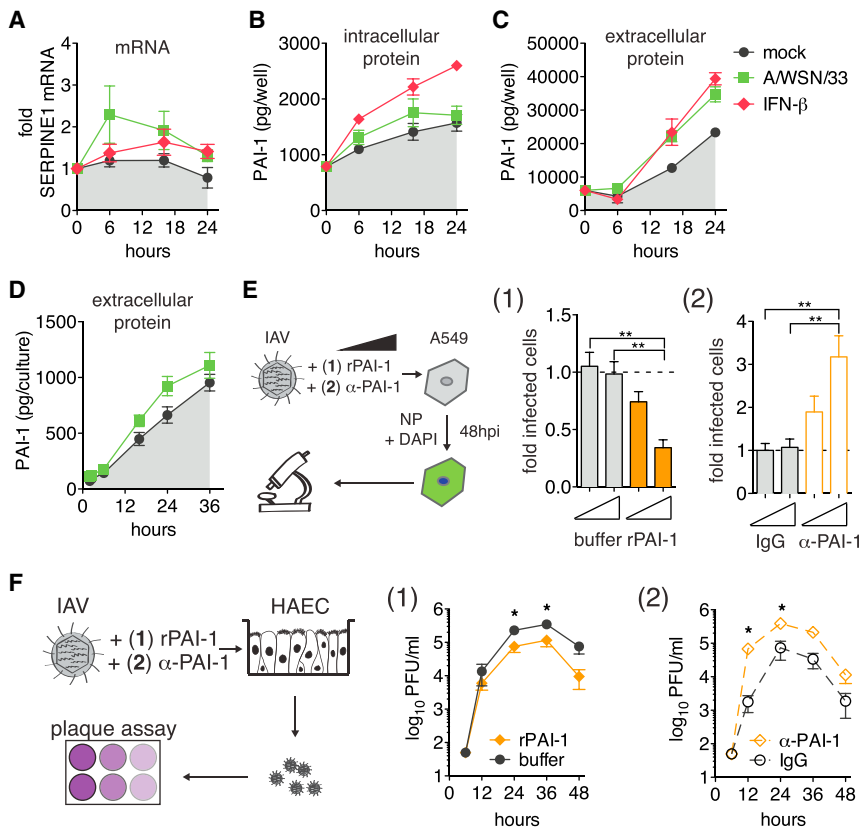 A
mRNA
fold
SERPINE1 mRNA
4
3
2
1
0
0 6 12 18 24
hours
B
intracellular
protein
PAI-1 (pg/well)
3000
2000
1000
0
0 6 12 18 24
hours
C
extracellular
protein
PAI-1 (pg/well)
50000
40000
30000
20000
10000
0
0 6 12 18 24
hours
mock
A/WSN/33
IFN-β
D
extracellular
protein
PAI-1 (pg/culture)
1500
1000
500
0
0 12 24 36
hours
E
IAV
A549
+ (1) rPAI-1
+ (2) α-PAI-1
NP
+ DAPI
48hpi
(1)
fold infected cells
1.5
1.0
0.5
0.0
**
**
buffer rPAI-1
(2)
fold infected cells
4
3
2
1
0
**
**
IgG α-PAI-1
F
IAV
HAEC
+ (1) rPAI-1
+ (2) α-PAI-1
plaque assay
(1)
log10 PFU/ml
6
5
4
3
2
1
* *
rPAI-1
buffer
0 12 24 36 48
hours
(2)
log10 PFU/ml
6
5
4
3
2
1
* *
α-PAI-1
IgG
0 12 24 36 48
hours